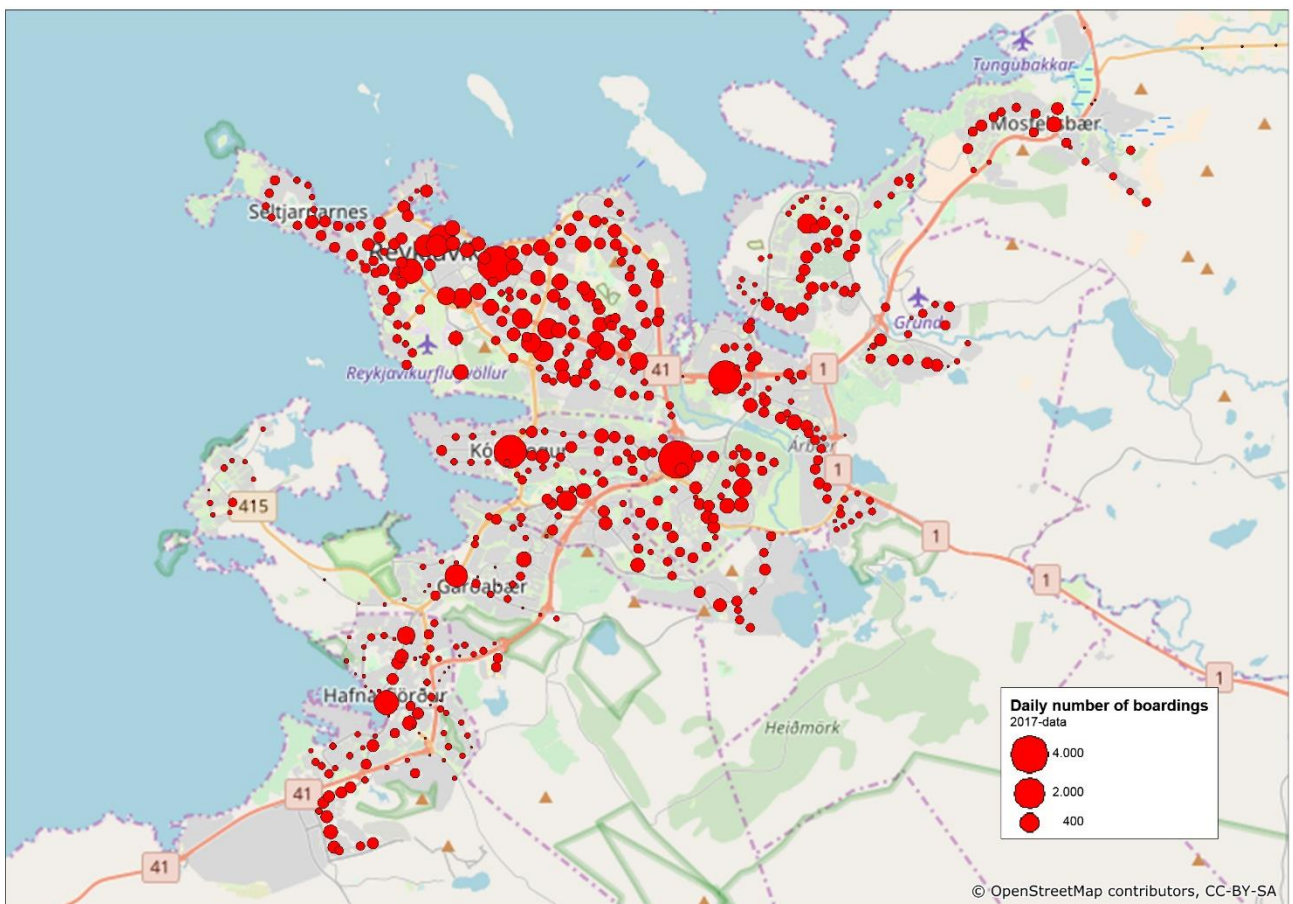 Tungubakkar
Mosfellsbær
Seltjarnarnes
Reykjavík
Grund
Reykjavíkurflugvöllur
41
1
Kópavogur
Árbær
1
415
1
1
Garðabær
1
Hafnarfjörður
Heiðmörk
Daily number of boardings
2017-data
4.000
2.000
400
41
41
© OpenStreetMap contributors, CC-BY-SA